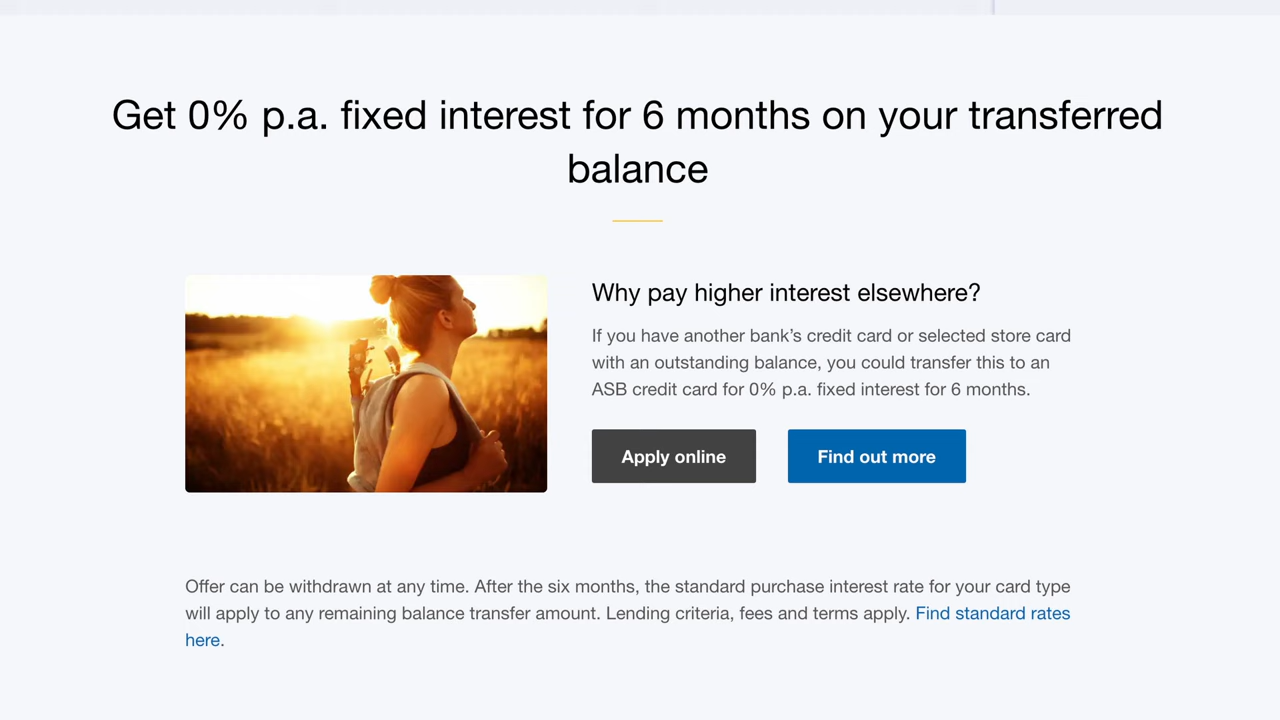 Get 0% p.a. fixed interest for 6 months on your transferred
balance
Why pay higher interest elsewhere?
If you have another bank’s credit card or selected store card
with an outstanding balance, you could transfer this to an
ASB credit card for 0% p.a. fixed interest for 6 months.
Apply online
Find out more
Offer can be withdrawn at any time. After the six months, the standard purchase interest rate for your card type
will apply to any remaining balance transfer amount. Lending criteria, fees and terms apply. Find standard rates
here.